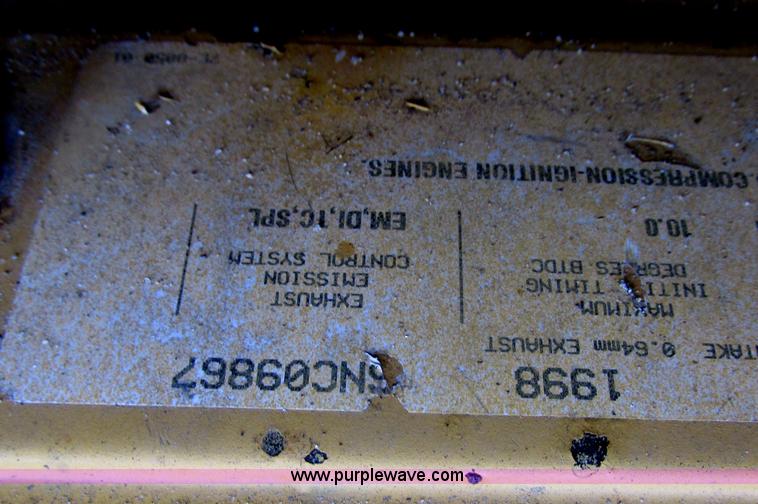 1998 6NC09867
NTAKE 0.64mm EXHAUST
MAXIMUM
INITIAL TIMING
DEGREES BTDC
10.0
EXHAUST
EMISSION
CONTROL SYSTEM
EM,DI,TC,SPL
COMPRESSION-IGNITION ENGINES.
www.purplewave.com